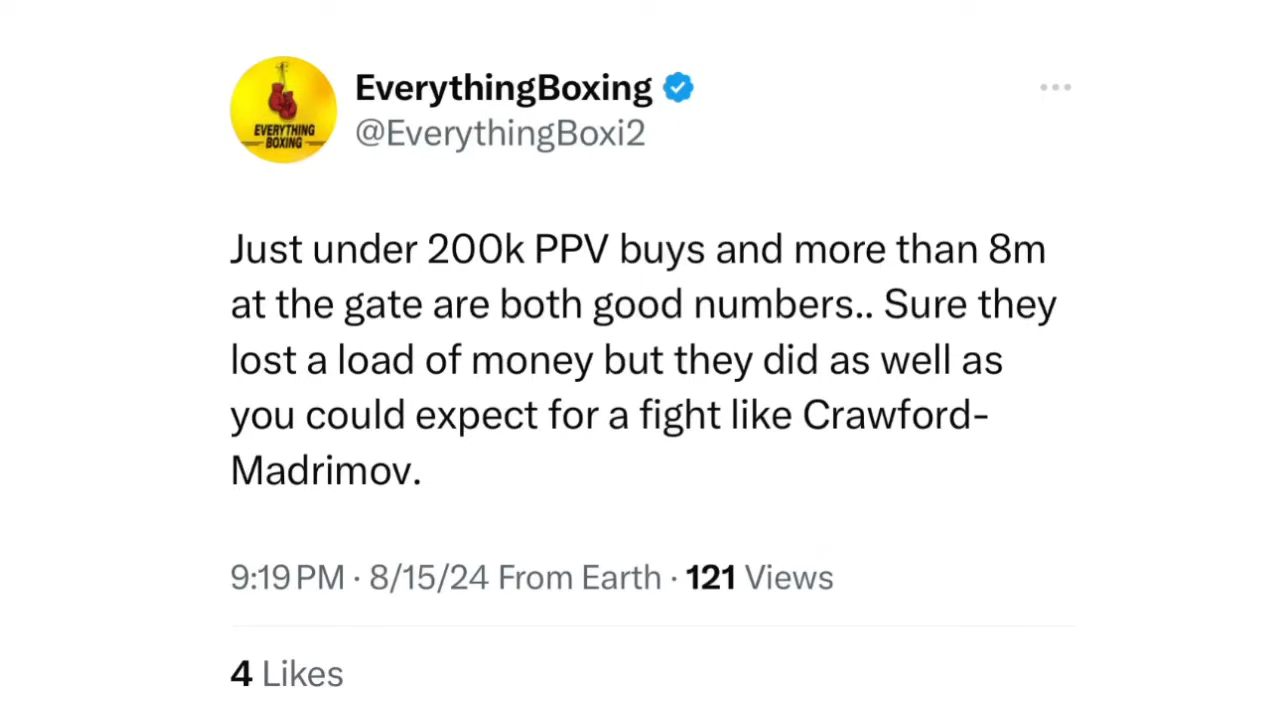 EverythingBoxing
@EverythingBoxi2
EVERYTHING
BOXING
Just under 200k PPV buys and more than 8m
at the gate are both good numbers.. Sure they
lost a load of money but they did as well as
you could expect for a fight like Crawford-
Madrimov.
9:19 PM · 8/15/24 From Earth · 121 Views
4 Likes